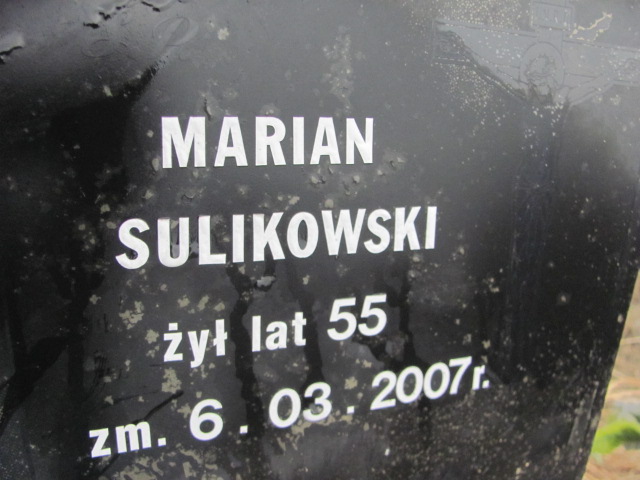 MARIAN
SULIKOWSKI
żył lat 55
zm. 6.03.2007r.